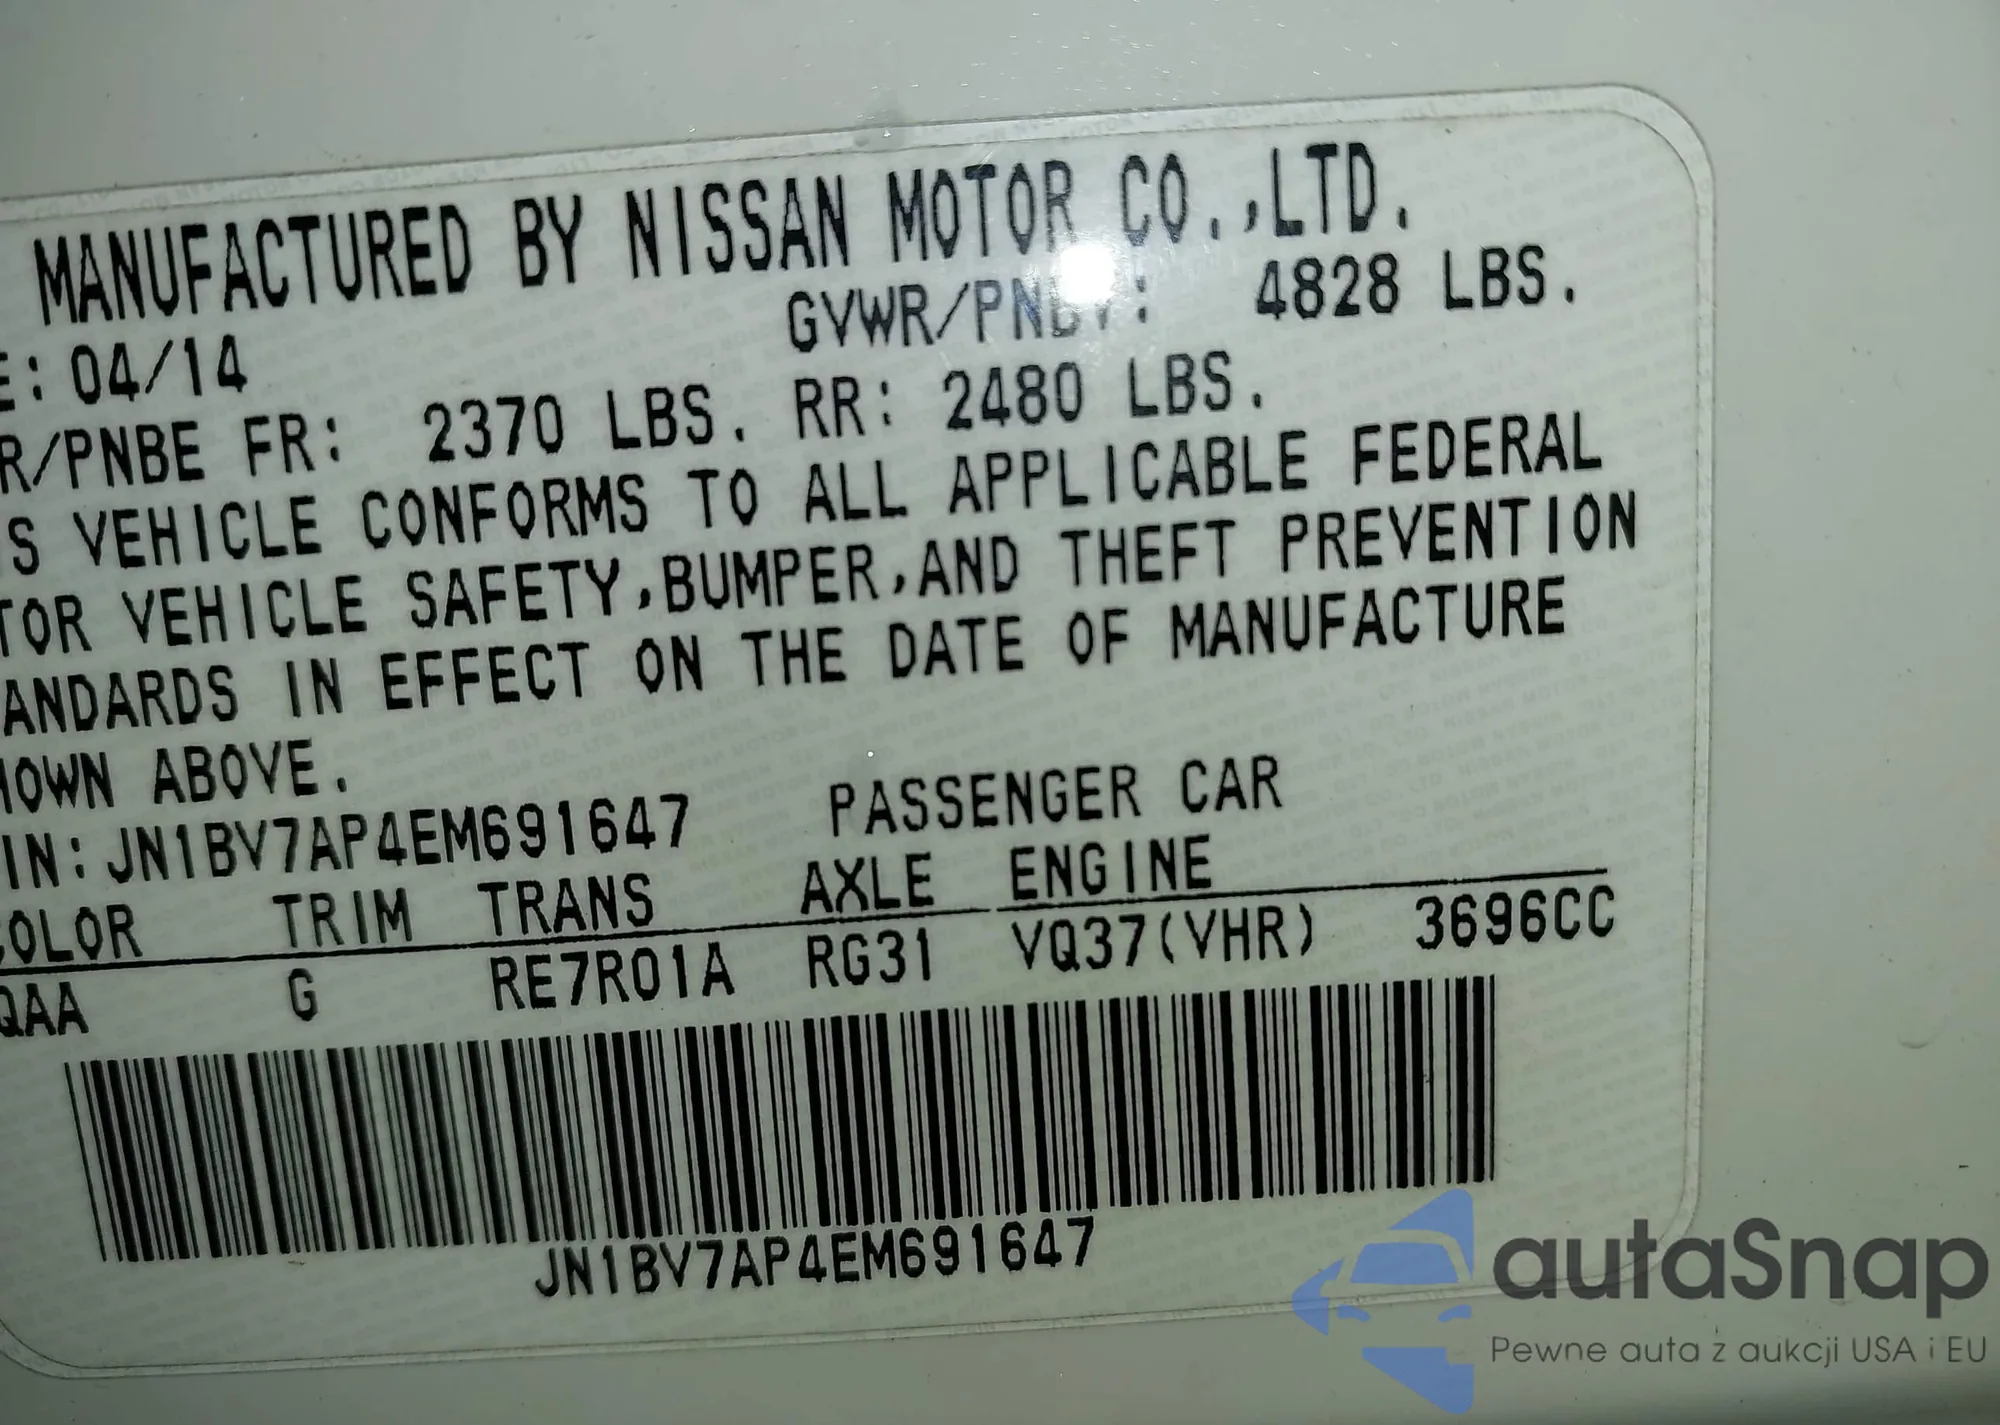 MANUFACTURED BY NISSAN MOTOR CO.,LTD.
E: 04/14 GVWR/PNBV: 4828 LBS.
R/PNBE FR: 2370 LBS. RR: 2480 LBS.
IS VEHICLE CONFORMS TO ALL APPLICABLE FEDERAL
TOR VEHICLE SAFETY,BUMPER,AND THEFT PREVENTION
ANDARDS IN EFFECT ON THE DATE OF MANUFACTURE
HOWN ABOVE.
IN: JN1BV7AP4EM691647 PASSENGER CAR
COLOR TRIM TRANS AXLE ENGINE
QAA G RE7R01A RG31 VQ37(VHR) 3696CC
JN1BV7AP4EM691647
autaSnap
Pewne auta z aukcji USA i EU